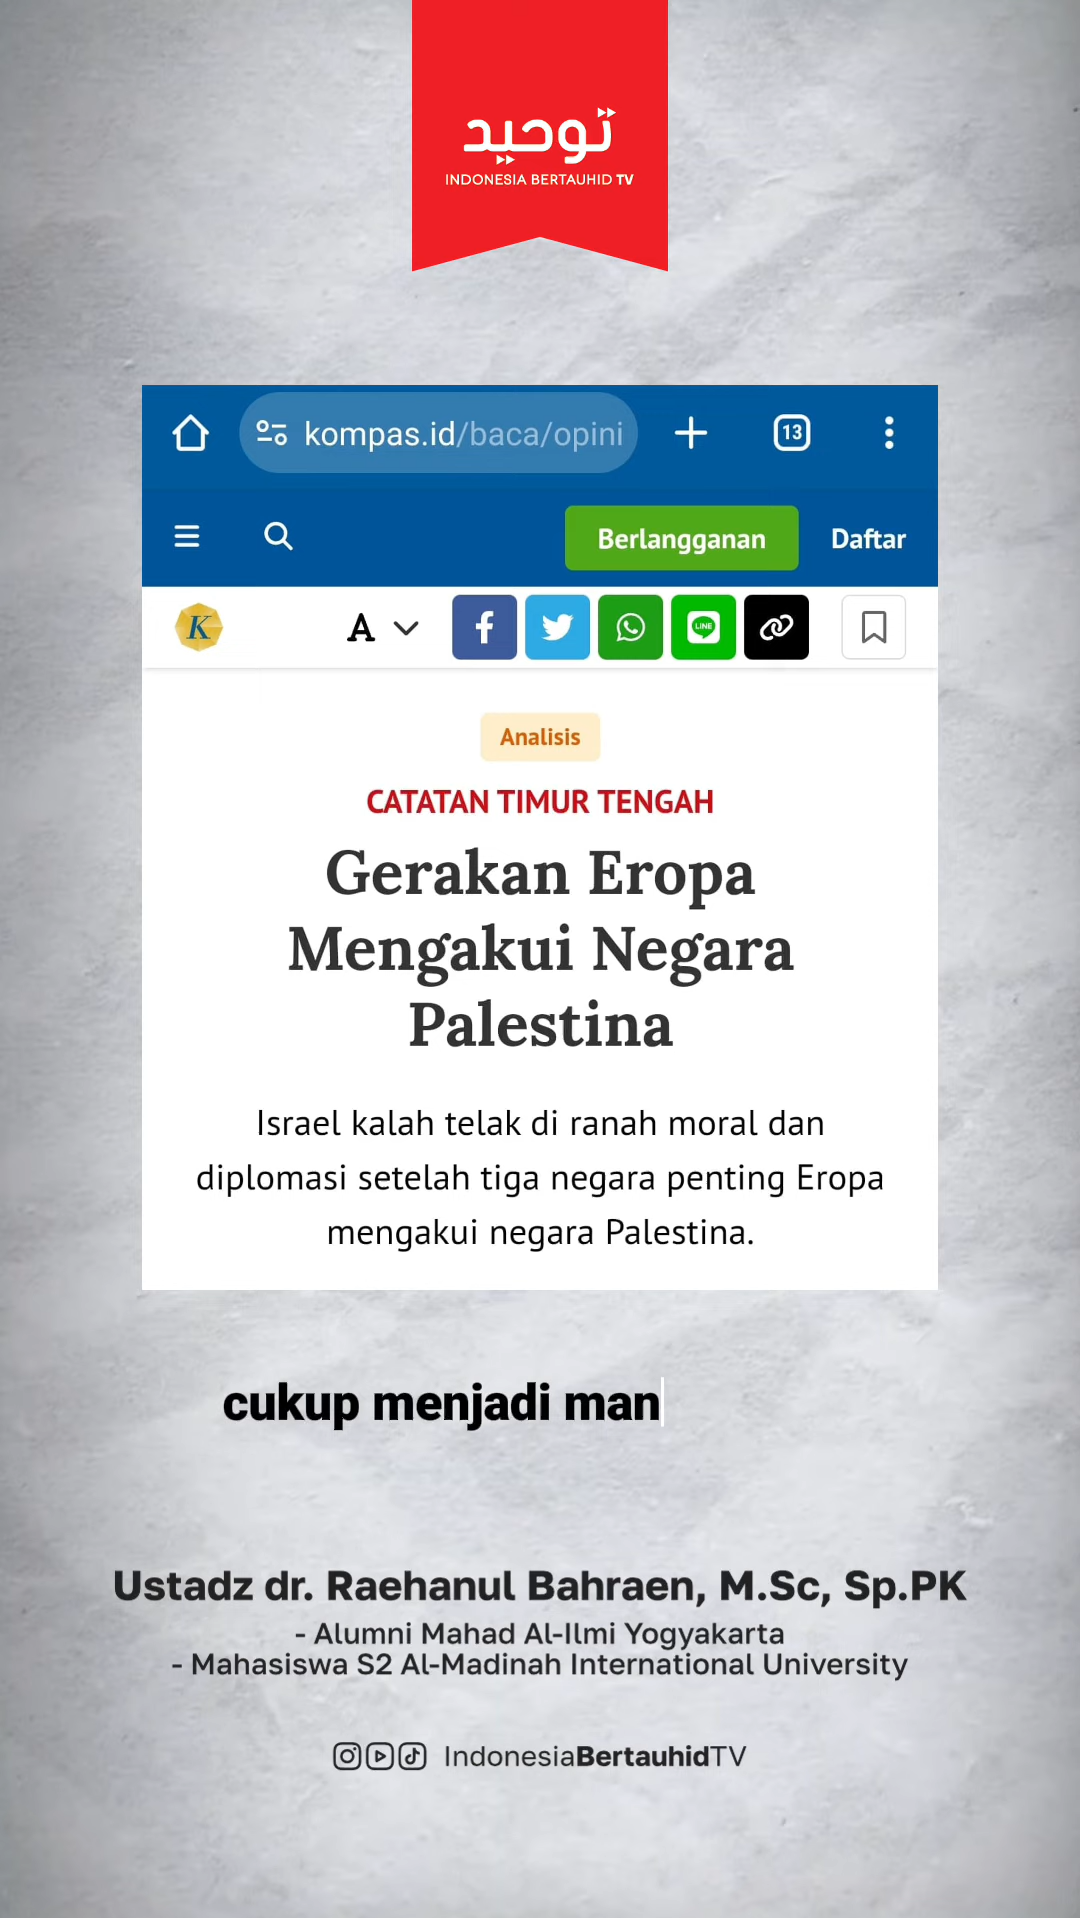 توحيد
INDONESIA BERTAUHID TV
kompas.id/baca/opini
13
Berlangganan
Daftar
K
A
LINE
Analisis
CATATAN TIMUR TENGAH
Gerakan Eropa
Mengakui Negara
Palestina
Israel kalah telak di ranah moral dan
diplomasi setelah tiga negara penting Eropa
mengakui negara Palestina.
cukup menjadi man
Ustadz dr. Raehanul Bahraen, M.Sc, Sp.PK
- Alumni Mahad Al-Ilmi Yogyakarta
- Mahasiswa S2 Al-Madinah International University
IndonesiaBertauhidTV